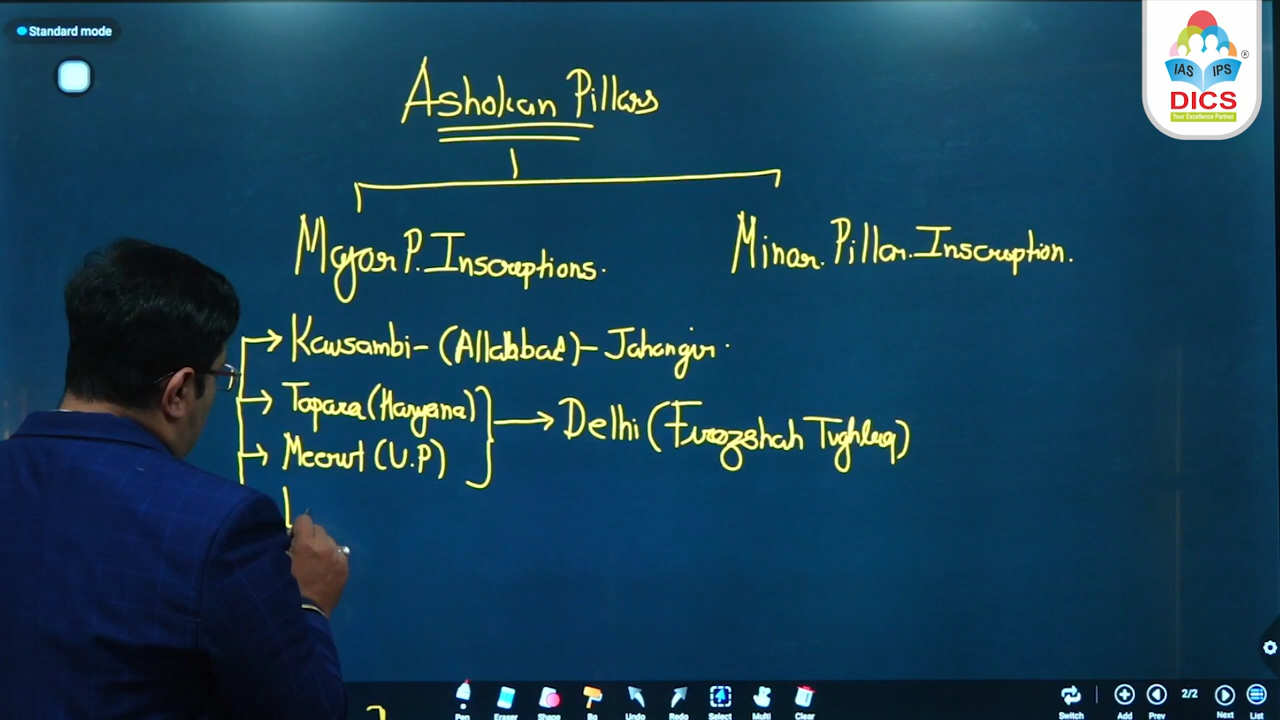 Standard mode
IAS IPS
®
DICS
Your Excellence Partner
Ashokan Pillars
Major P. Inscriptions.
Minor. Pillar. Inscription.
Kausambi - (Allahbad) - Jahangir.
Topara (Haryana)
Meerut (U.P)
Delhi (Firozshah Tughluq)
L
Pen Eraser Shape Bg Undo Redo Select Multi Clear
Switch Add Prev 2/2 Next List